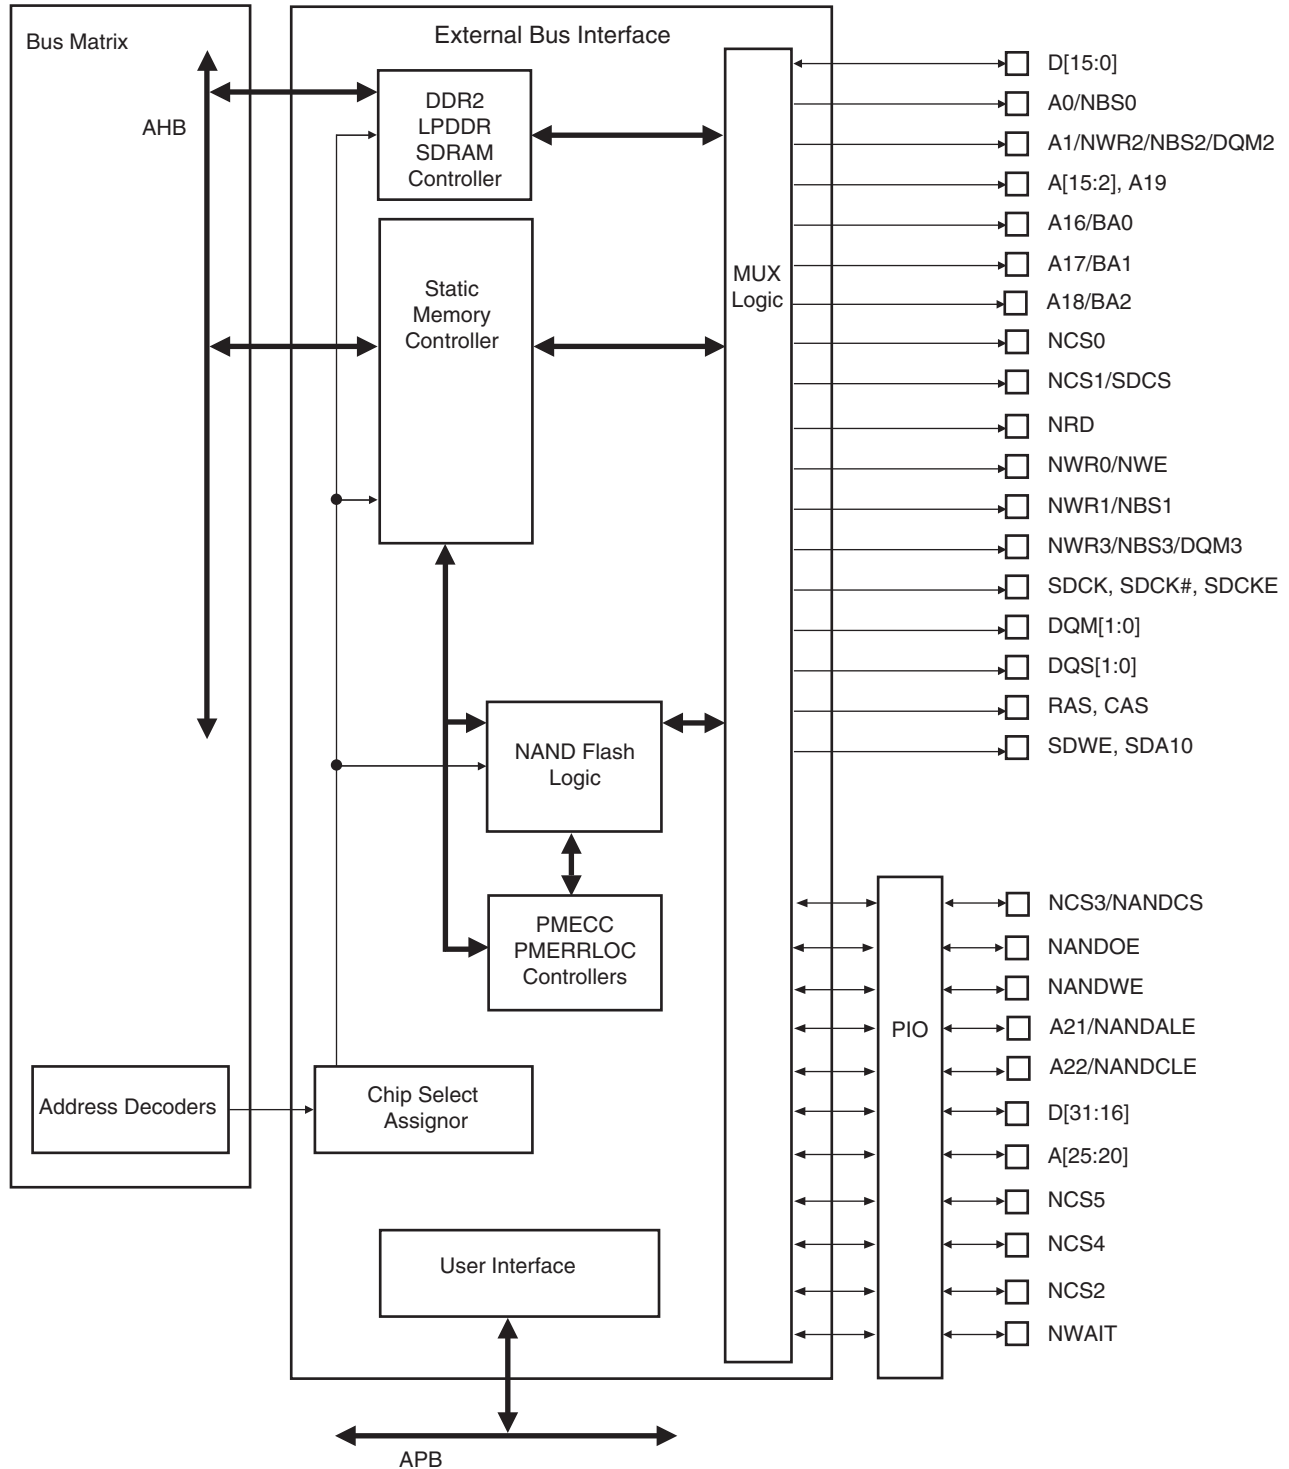 Bus Matrix
External Bus Interface
AHB
DDR2
LPDDR
SDRAM
Controller
Static
Memory
Controller
MUX
Logic
NAND Flash
Logic
PMECC
PMERRLOC
Controllers
Address Decoders
Chip Select
Assignor
User Interface
APB
PIO
D[15:0]
A0/NBS0
A1/NWR2/NBS2/DQM2
A[15:2], A19
A16/BA0
A17/BA1
A18/BA2
NCS0
NCS1/SDCS
NRD
NWR0/NWE
NWR1/NBS1
NWR3/NBS3/DQM3
SDCK, SDCK#, SDCKE
DQM[1:0]
DQS[1:0]
RAS, CAS
SDWE, SDA10
NCS3/NANDCS
NANDOE
NANDWE
A21/NANDALE
A22/NANDCLE
D[31:16]
A[25:20]
NCS5
NCS4
NCS2
NWAIT